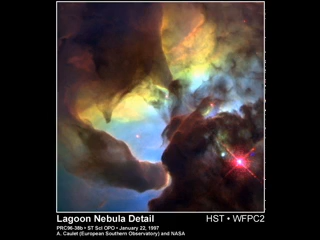 Lagoon Nebula Detail HST • WFPC2
PRC96-38b • ST ScI OPO • January 22, 1997
A. Caulet (European Southern Observatory) and NASA